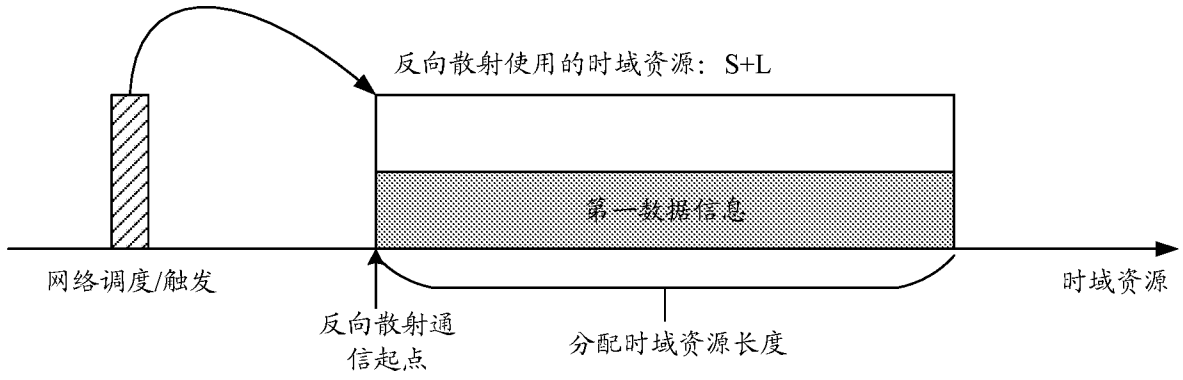 反向散射使用的时域资源：S+L
第一数据信息
网络调度/触发
时域资源
反向散射通
信起点
分配时域资源长度